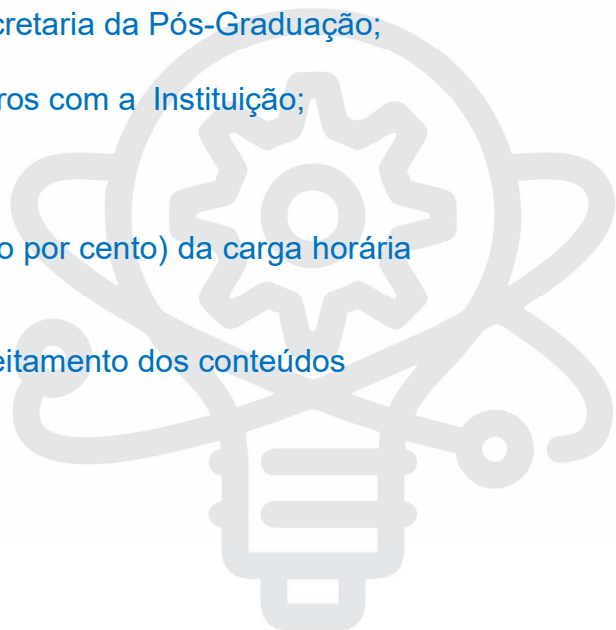 cretaria da Pós-Graduação;
ros com a Instituição;
o por cento) da carga horária
eitamento dos conteúdos